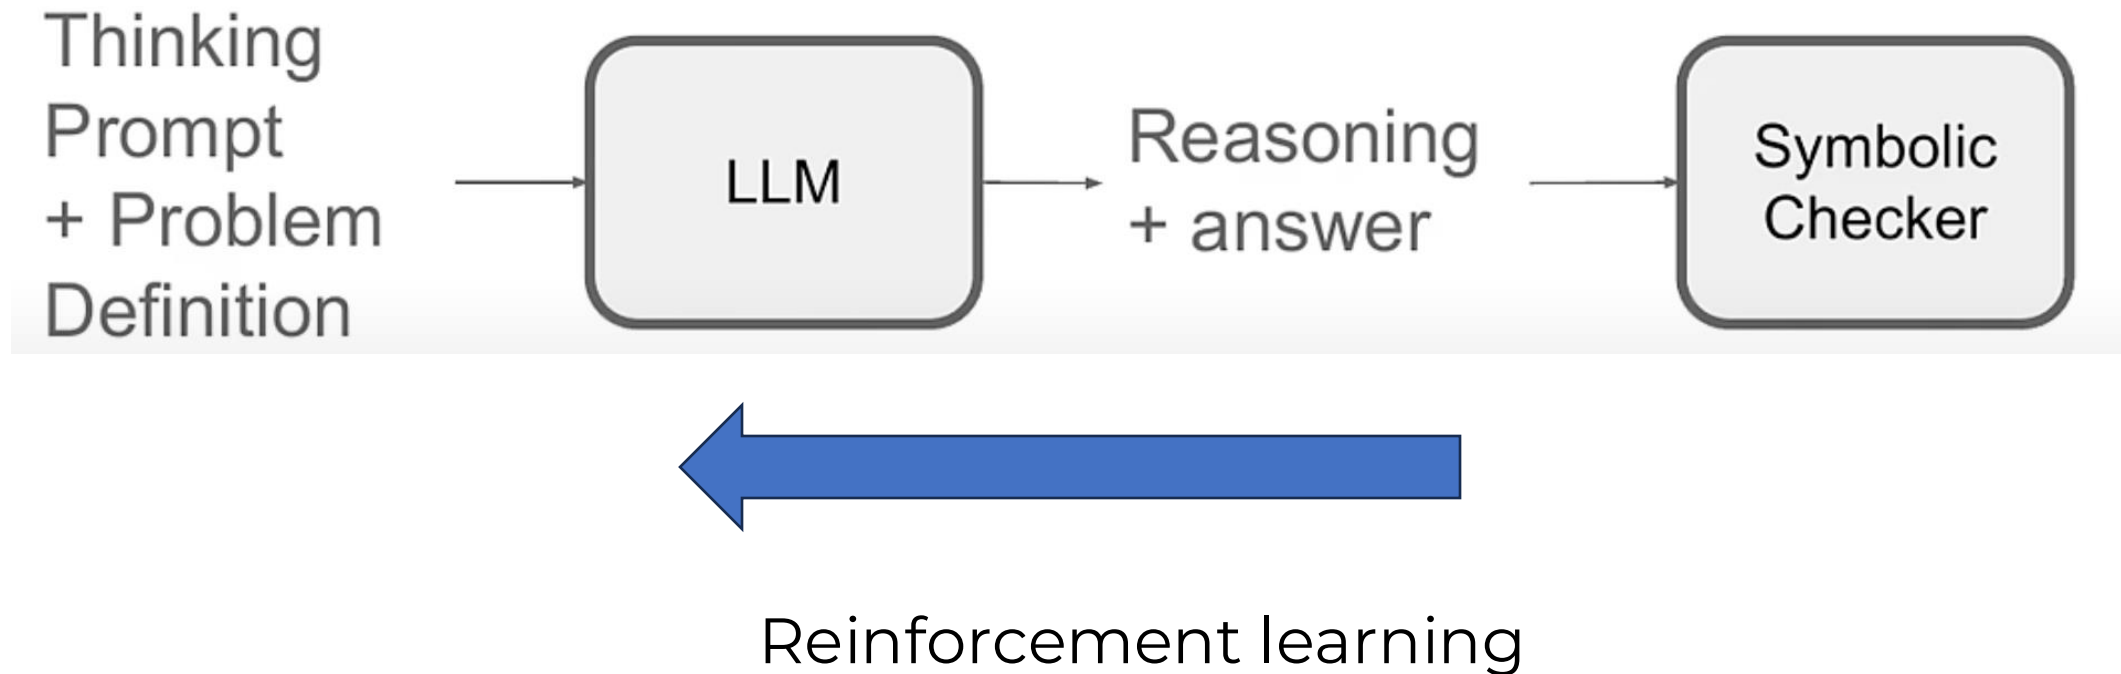 Thinking
Prompt
+ Problem
Definition
LLM
Reasoning
+ answer
Symbolic
Checker
Reinforcement learning